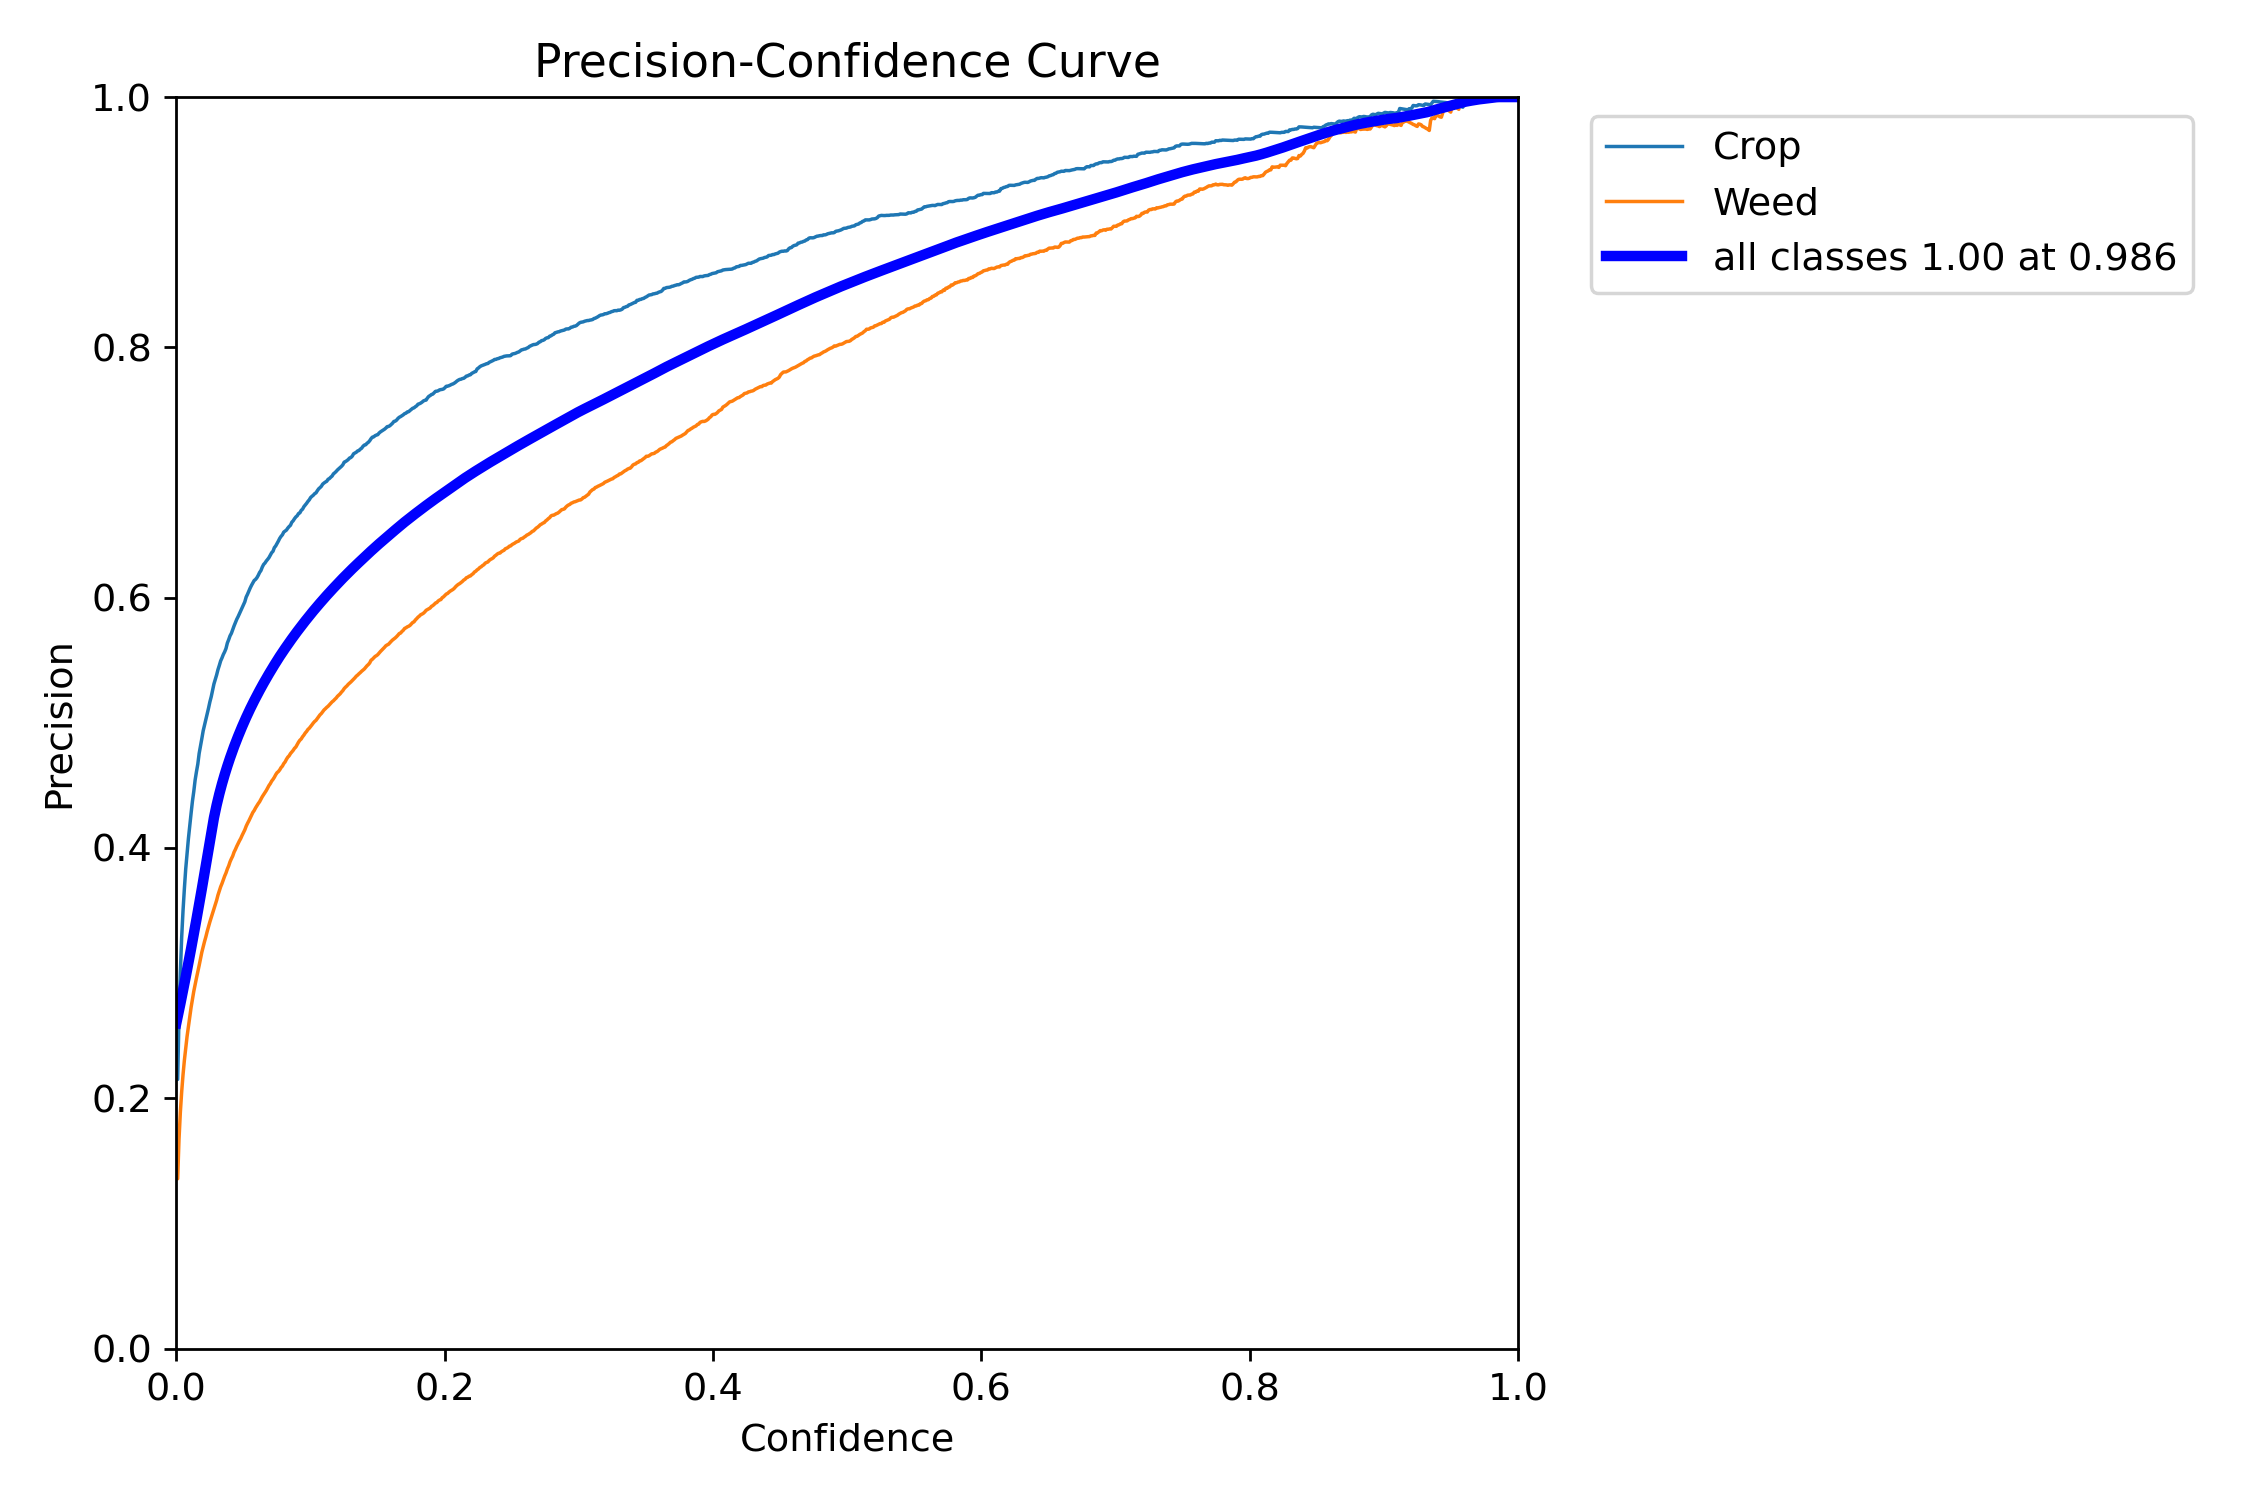 Precision-Confidence Curve
1.0
0.8
0.6
0.4
0.2
0.0
Precision
0.0 0.2 0.4 0.6 0.8 1.0
Confidence
Crop
Weed
all classes 1.00 at 0.986